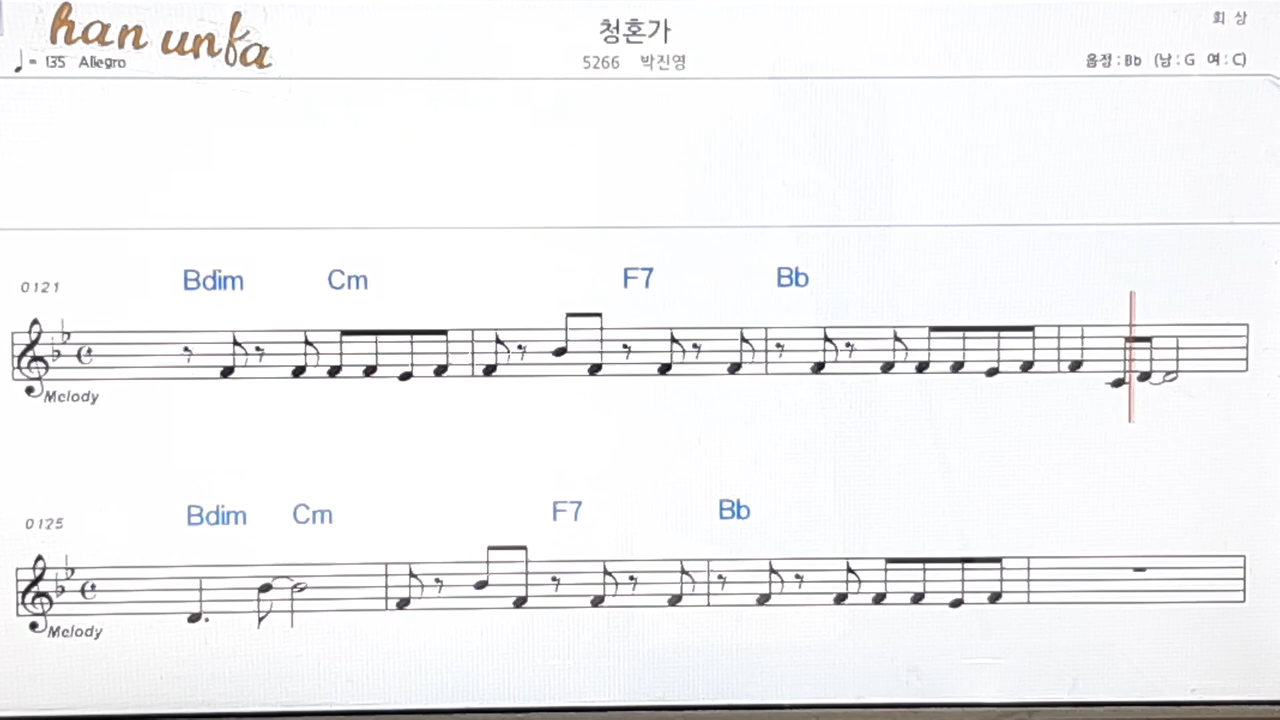 han unfa
청혼가
회 상
♩ = 135 Allegro
5266 박진영
음정 : Bb (남 : G 여 : C)
0121
Bdim Cm F7 Bb
Melody
0125
Bdim Cm F7 Bb
Melody